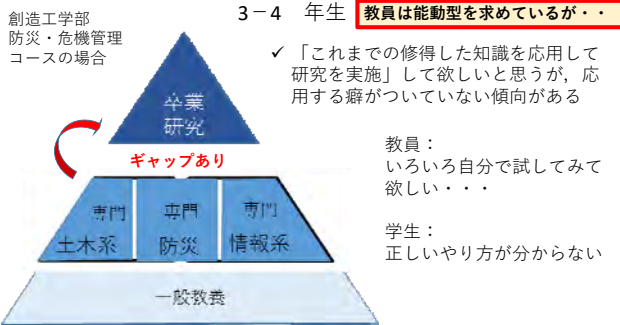 創造工学部
防災・危機管理
コースの場合
3－4 年生
教員は能動型を求めているが・・
✓ 「これまでの修得した知識を応用して
研究を実施」して欲しいと思うが，応
用する癖がついていない傾向がある
卒業
研究
ギャップあり
教員：
いろいろ自分で試してみて
欲しい・・・
学生：
正しいやり方が分からない
専門
土木系
専門
防災
専門
情報系
一般教養